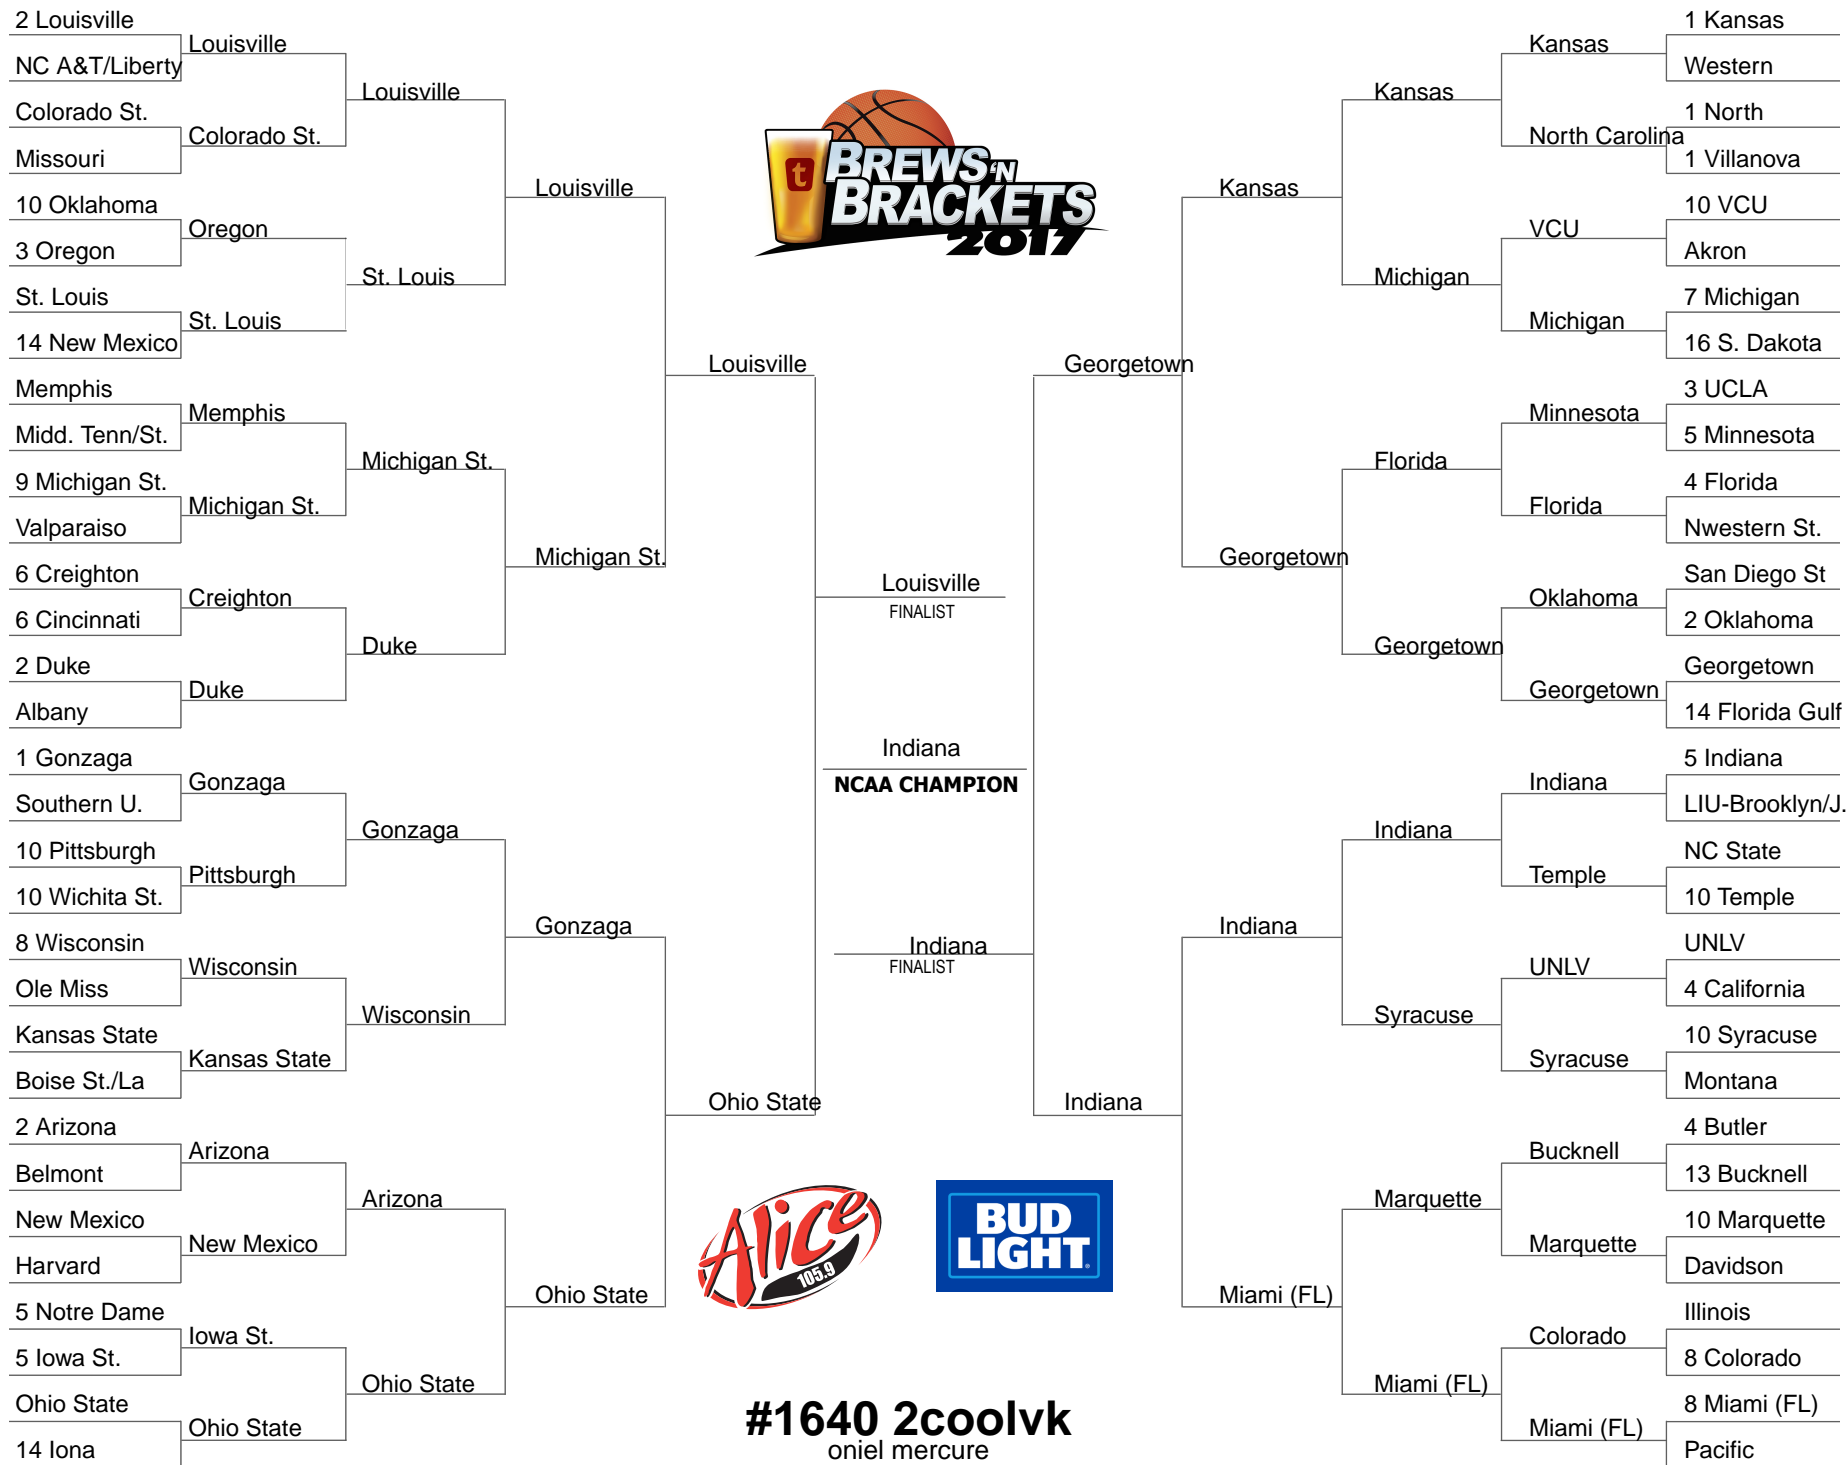 2 Louisville
NC A&T/Liberty
Colorado St.
Missouri
10 Oklahoma
3 Oregon
St. Louis
14 New Mexico
Memphis
Midd. Tenn/St.
9 Michigan St.
Valparaiso
6 Creighton
6 Cincinnati
2 Duke
Albany
1 Gonzaga
Southern U.
10 Pittsburgh
10 Wichita St.
8 Wisconsin
Ole Miss
Kansas State
Boise St./La
2 Arizona
Belmont
New Mexico
Harvard
5 Notre Dame
5 Iowa St.
Ohio State
14 Iona
Louisville
Colorado St.
Oregon
St. Louis
Memphis
Michigan St.
Creighton
Duke
Gonzaga
Pittsburgh
Wisconsin
Kansas State
Arizona
New Mexico
Iowa St.
Ohio State
Louisville
St. Louis
Michigan St.
Duke
Gonzaga
Wisconsin
Arizona
Ohio State
Louisville
Michigan St.
Gonzaga
Ohio State
Louisville
Ohio State
t
BREWS 'N
BRACKETS
2017
Louisville
FINALIST
Indiana
NCAA CHAMPION
Indiana
FINALIST
Alice
105.9
BUD
LIGHT
#1640 2coolvk
oniel mercure
Georgetown
Indiana
Kansas
Georgetown
Indiana
Miami (FL)
Kansas
Michigan
Florida
Georgetown
Indiana
Syracuse
Marquette
Miami (FL)
Kansas
North Carolina
VCU
Michigan
Minnesota
Florida
Oklahoma
Georgetown
Indiana
Temple
UNLV
Syracuse
Bucknell
Marquette
Colorado
Miami (FL)
1 Kansas
Western
1 North
1 Villanova
10 VCU
Akron
7 Michigan
16 S. Dakota
3 UCLA
5 Minnesota
4 Florida
Nwestern St.
San Diego St
2 Oklahoma
Georgetown
14 Florida Gulf
5 Indiana
LIU-Brooklyn/J.
NC State
10 Temple
UNLV
4 California
10 Syracuse
Montana
4 Butler
13 Bucknell
10 Marquette
Davidson
Illinois
8 Colorado
8 Miami (FL)
Pacific